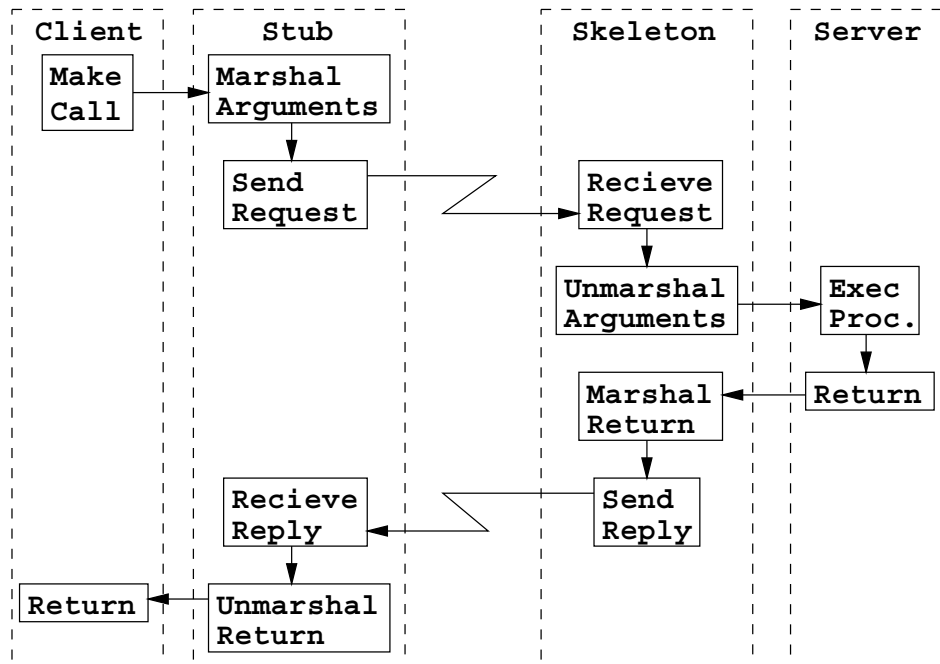 Client
Stub
Skeleton
Server
Make
Call
Marshal
Arguments
Send
Request
Recieve
Request
Unmarshal
Arguments
Exec
Proc.
Return
Marshal
Return
Send
Reply
Recieve
Reply
Unmarshal
Return
Return